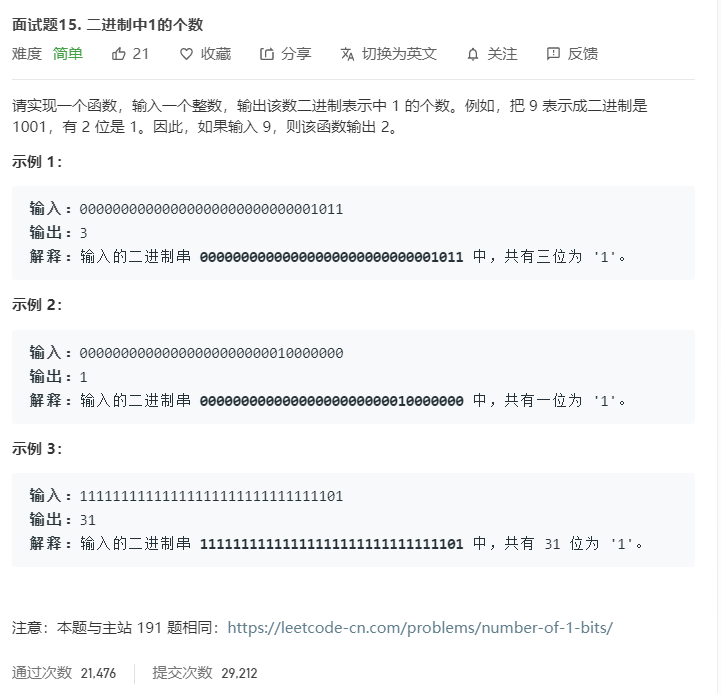 面试题15. 二进制中1的个数
难度 简单 21 收藏 分享 切换为英文 关注 反馈
请实现一个函数，输入一个整数，输出该数二进制表示中 1 的个数。例如，把 9 表示成二进制是
1001，有 2 位是 1。因此，如果输入 9，则该函数输出 2。
示例 1：
输入：00000000000000000000000000001011
输出：3
解释：输入的二进制串 00000000000000000000000000001011 中，共有三位为 '1'。
示例 2：
输入：00000000000000000000000010000000
输出：1
解释：输入的二进制串 00000000000000000000000010000000 中，共有一位为 '1'。
示例 3：
输入：11111111111111111111111111111101
输出：31
解释：输入的二进制串 11111111111111111111111111111101 中，共有 31 位为 '1'。
注意：本题与主站 191 题相同：https://leetcode-cn.com/problems/number-of-1-bits/
通过次数 21,476 提交次数 29,212